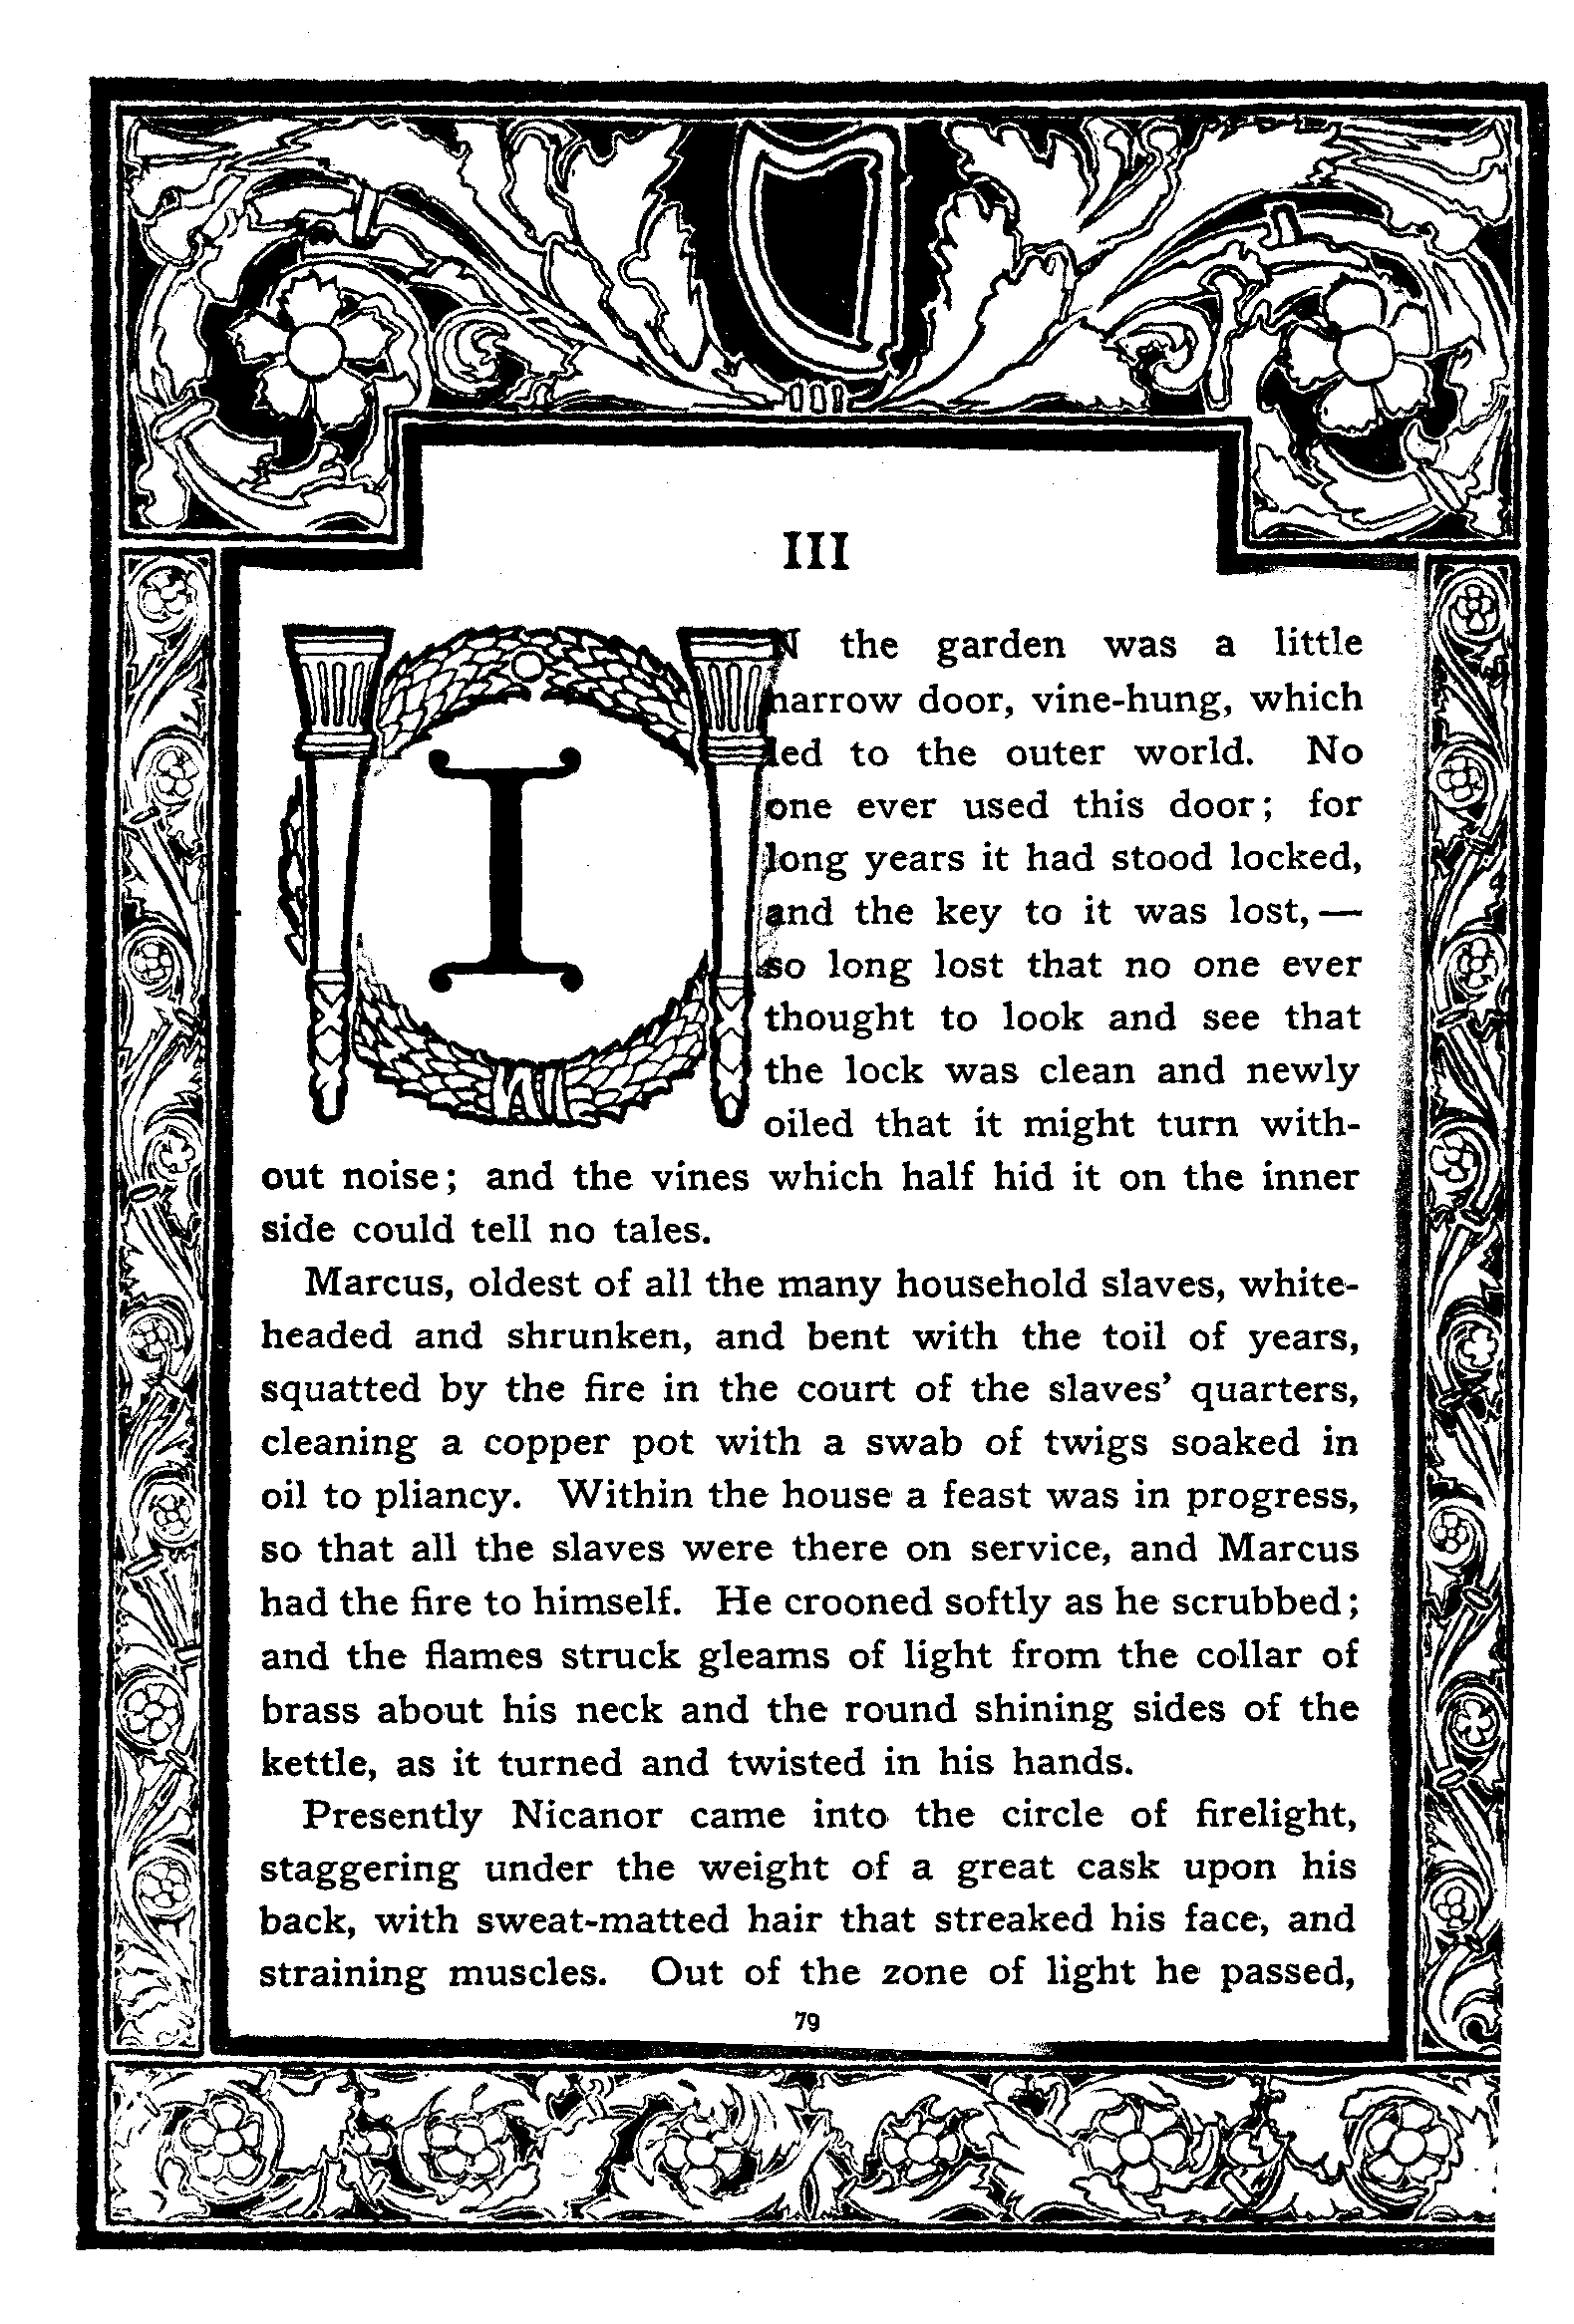 III
IN the garden was a little
narrow door, vine-hung, which
led to the outer world. No
one ever used this door; for
long years it had stood locked,
and the key to it was lost,—
so long lost that no one ever
thought to look and see that
the lock was clean and newly
oiled that it might turn with-
out noise; and the vines which half hid it on the inner
side could tell no tales.
Marcus, oldest of all the many household slaves, white-
headed and shrunken, and bent with the toil of years,
squatted by the fire in the court of the slaves' quarters,
cleaning a copper pot with a swab of twigs soaked in
oil to pliancy. Within the house a feast was in progress,
so that all the slaves were there on service, and Marcus
had the fire to himself. He crooned softly as he scrubbed;
and the flames struck gleams of light from the collar of
brass about his neck and the round shining sides of the
kettle, as it turned and twisted in his hands.
Presently Nicanor came into the circle of firelight,
staggering under the weight of a great cask upon his
back, with sweat-matted hair that streaked his face, and
straining muscles. Out of the zone of light he passed,
79